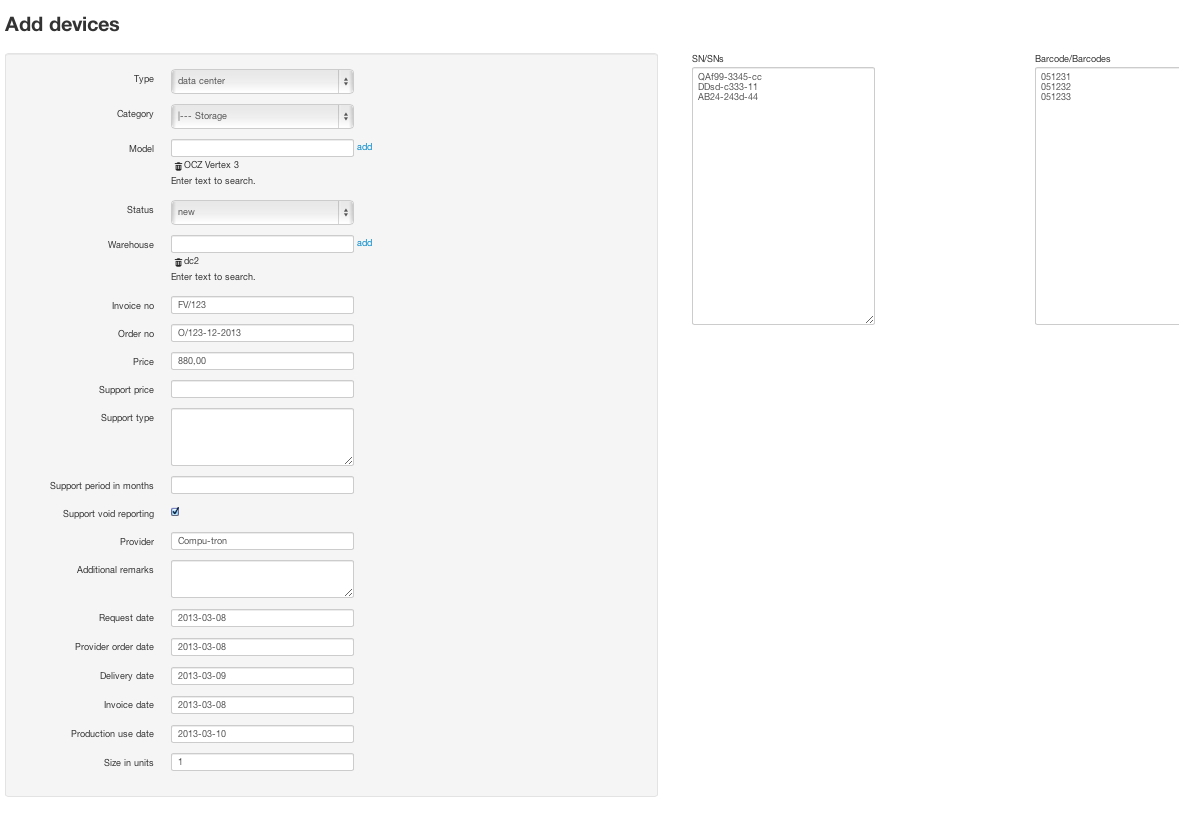 Add devices
Type data center
Category |--- Storage
Model add
OCZ Vertex 3
Enter text to search.
Status new
Warehouse add
dc2
Enter text to search.
Invoice no FV/123
Order no O/123-12-2013
Price 880,00
Support price
Support type
Support period in months
Support void reporting
Provider Compu-tron
Additional remarks
Request date 2013-03-08
Provider order date 2013-03-08
Delivery date 2013-03-09
Invoice date 2013-03-08
Production use date 2013-03-10
Size in units 1
SN/SNs
QAf99-3345-cc
DDsd-c333-11
AB24-243d-44
Barcode/Barcodes
051231
051232
051233